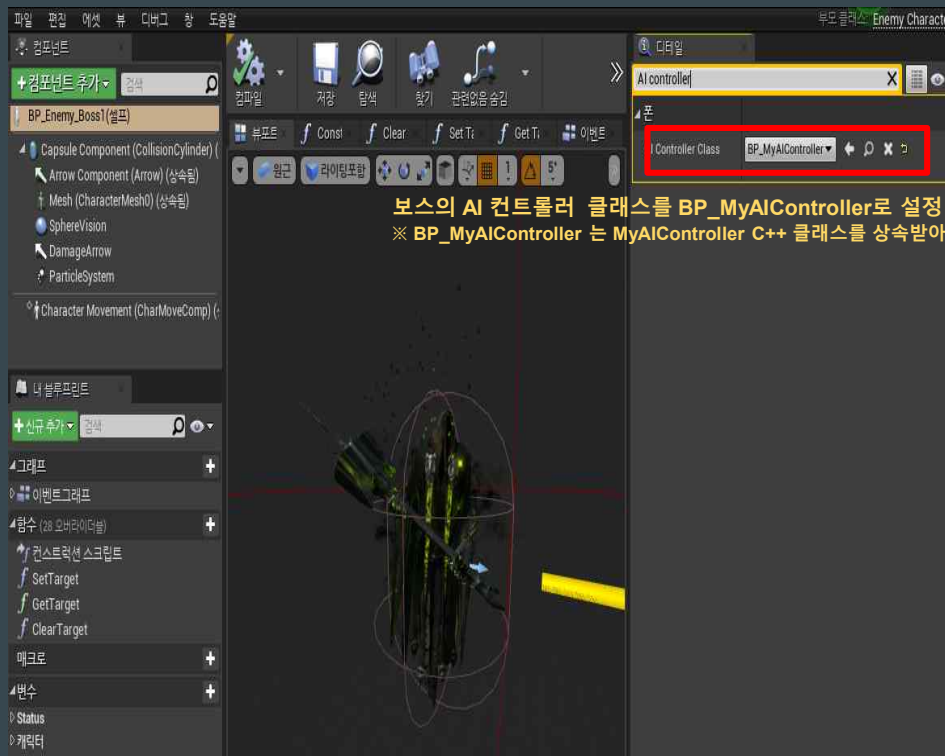 파일 편집 에셋 뷰 디버그 창 도움말
부모 클래스: Enemy Characte
컴포넌트
+컴포넌트 추가 검색
BP_Enemy_Boss1(셀프)
Capsule Component (CollisionCylinder) (
Arrow Component (Arrow) (상속됨)
Mesh (CharacterMesh0) (상속됨)
SphereVision
DamageArrow
ParticleSystem
Character Movement (CharMoveComp) (
내 블루프린트
+신규 추가 검색
그래프
이벤트그래프
함수 (28 오버라이더블)
컨스트럭션 스크립트
SetTarget
GetTarget
ClearTarget
매크로
변수
Status
캐릭터
컴파일 저장 탐색 찾기 관련없음 숨김
뷰포트 f Const f Clear f Set Ta f Get Ta 이벤트
원근 라이팅포함 1 5°
디테일
AI controller
폰
I Controller Class BP_MyAIController
보스의 AI 컨트롤러 클래스를 BP_MyAIController로 설정
※ BP_MyAIController 는 MyAIController C++ 클래스를 상속받아